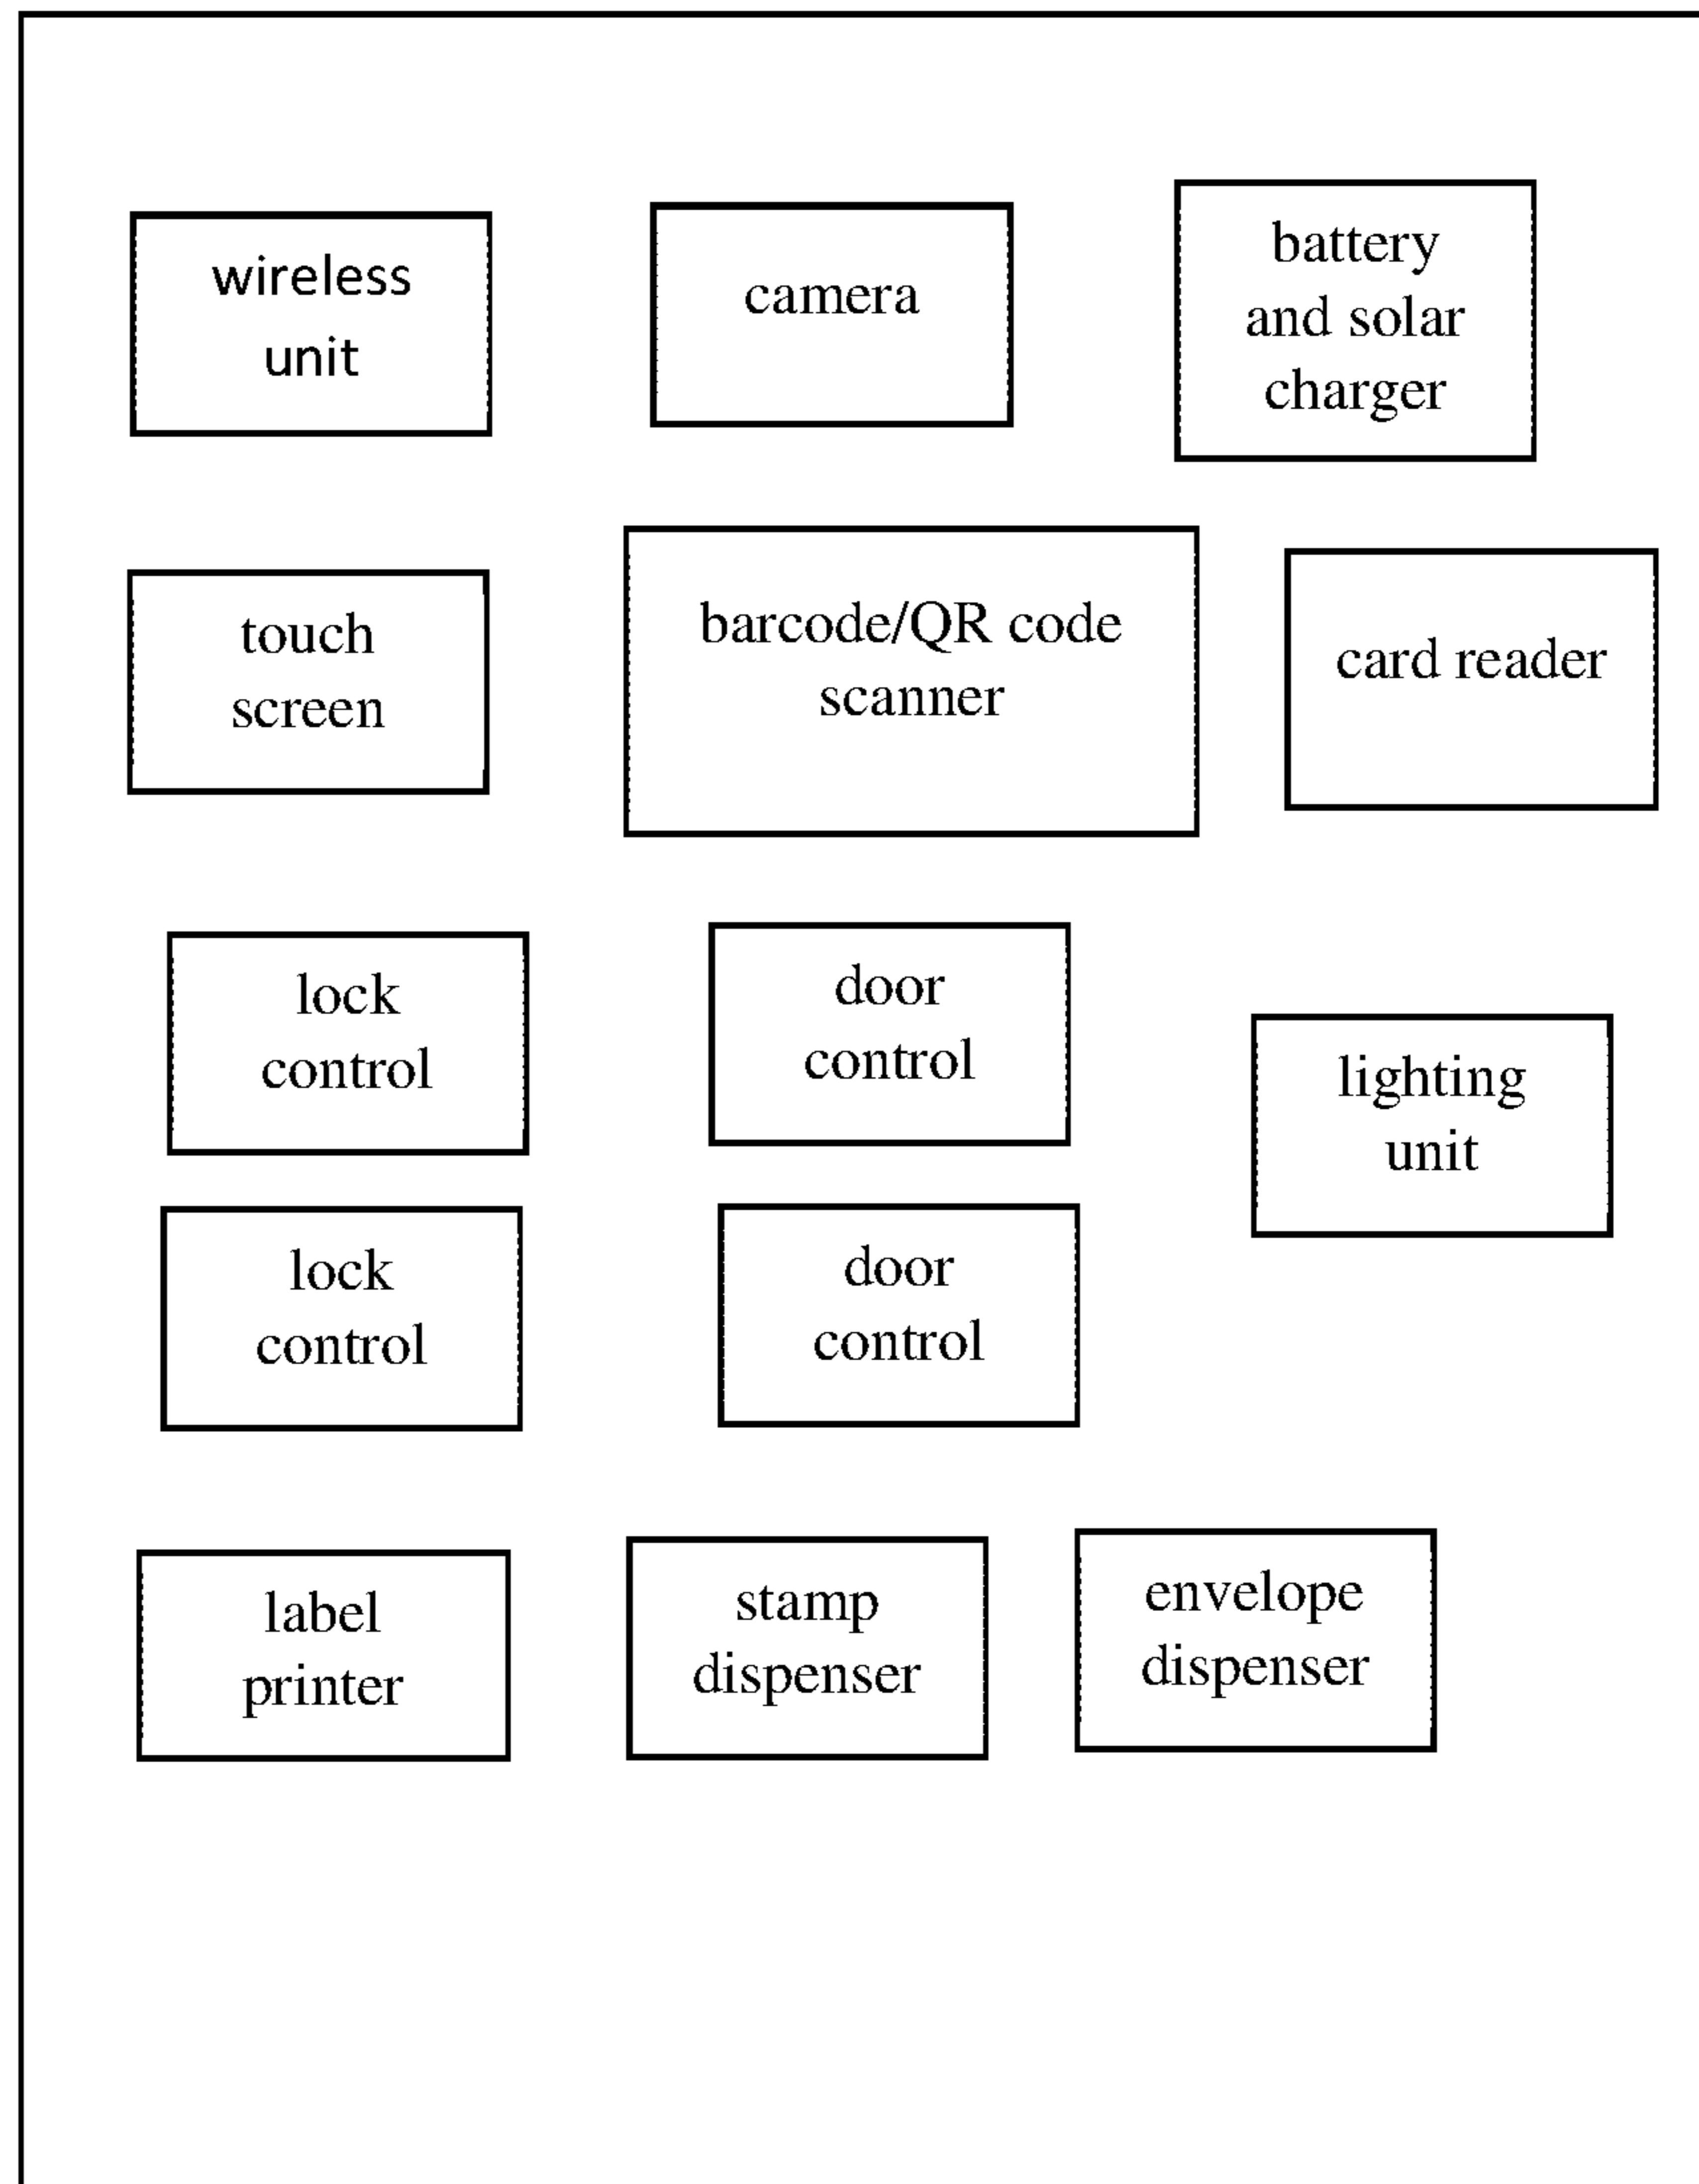 wireless
unit
camera
battery
and solar
charger
touch
screen
barcode/QR code
scanner
card reader
lock
control
door
control
lighting
unit
lock
control
door
control
label
printer
stamp
dispenser
envelope
dispenser